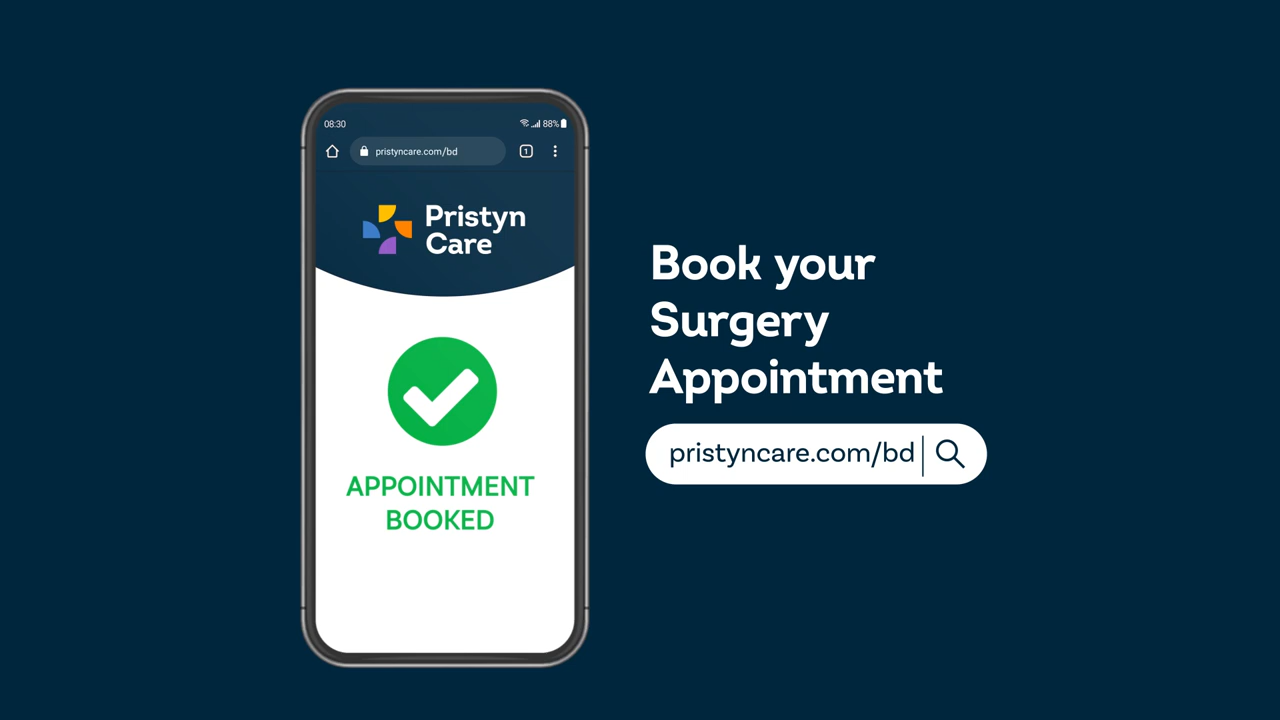 08:30
88%
pristyncare.com/bd
1
Pristyn
Care
APPOINTMENT
BOOKED
Book your
Surgery
Appointment
pristyncare.com/bd